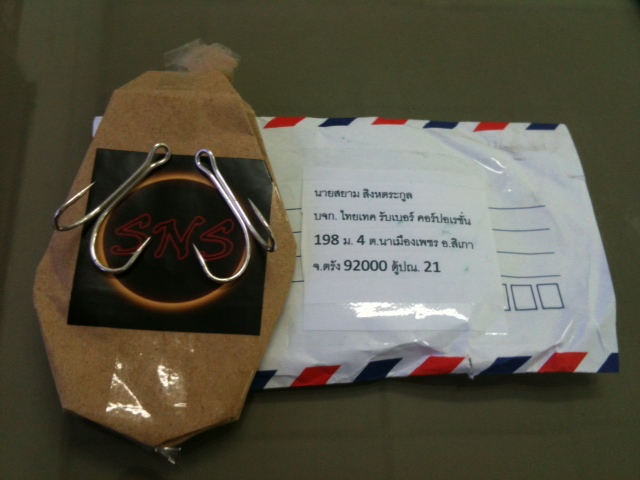 SNS
นายสยาม สิงหตระกูล
บจก. ไทยเทค รับเบอร์ คอร์ปอเรชั่น
198 ม. 4 ต.นาเมืองเพชร อ.สิเกา
จ.ตรัง 92000 ตู้ปณ. 21